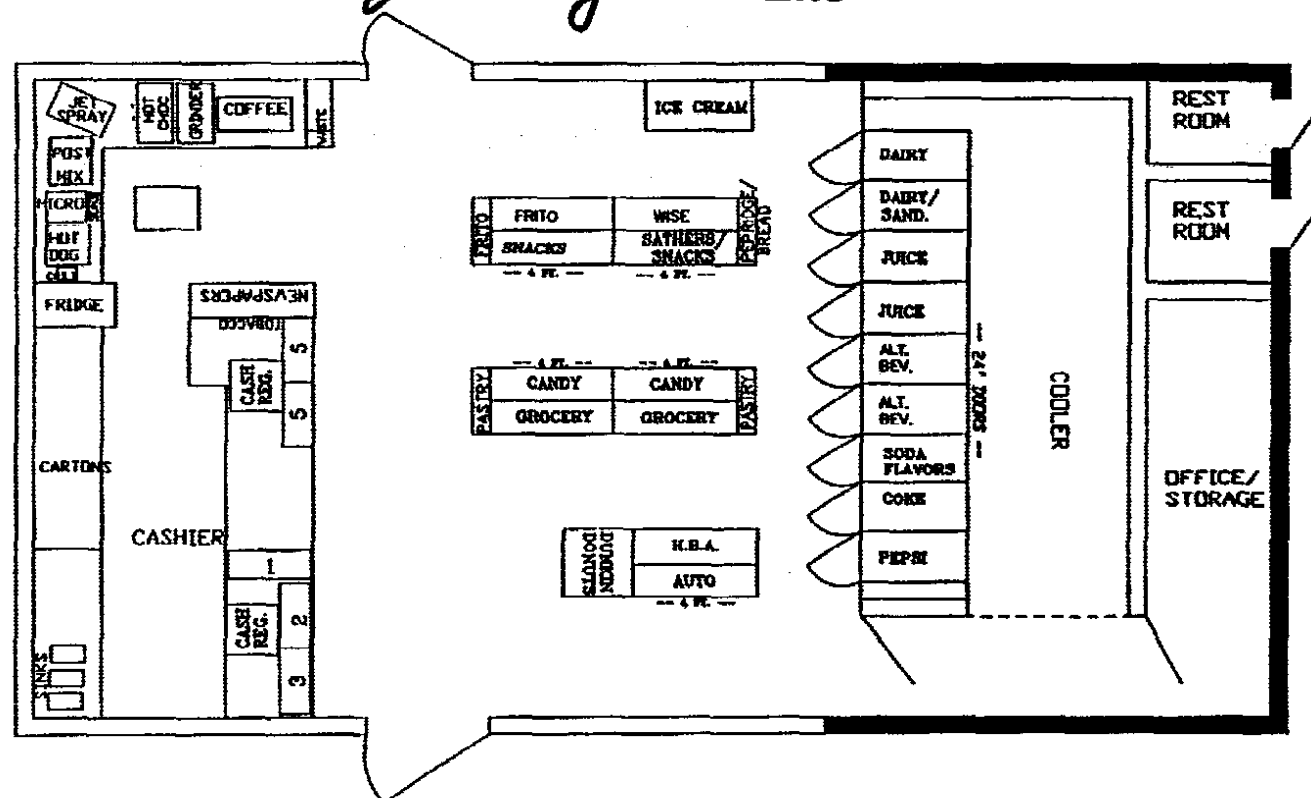 JET
SPRAY
HOT
CHOC
GRINDER
COFFEE
WASTE
POST
MIX
MICRO
HOT
DOG
FRIDGE
NEWSPAPERS
TOBACCO
CASH
REG.
5
5
CARTONS
CASHIER
1
CASH
REG.
2
3
SINKS
ICE CREAM
FRITO
FRITO
WISE
SNACKS
SATHERS/
SNACKS
PEPRIDGE/
BREAD
-- 4 FT. --
-- 4 FT. --
-- 4 FT. --
-- 4 FT. --
PASTRY
CANDY
CANDY
GROCERY
GROCERY
PASTRY
DUNKIN
DONUTS
H.B.A.
AUTO
-- 4 FT. --
DAIRY
DAIRY/
SAND.
JUICE
JUICE
ALT.
BEV.
ALT.
BEV.
SODA
FLAVORS
COKE
PEPSI
-- 24" DOORS --
COOLER
REST
ROOM
REST
ROOM
OFFICE/
STORAGE